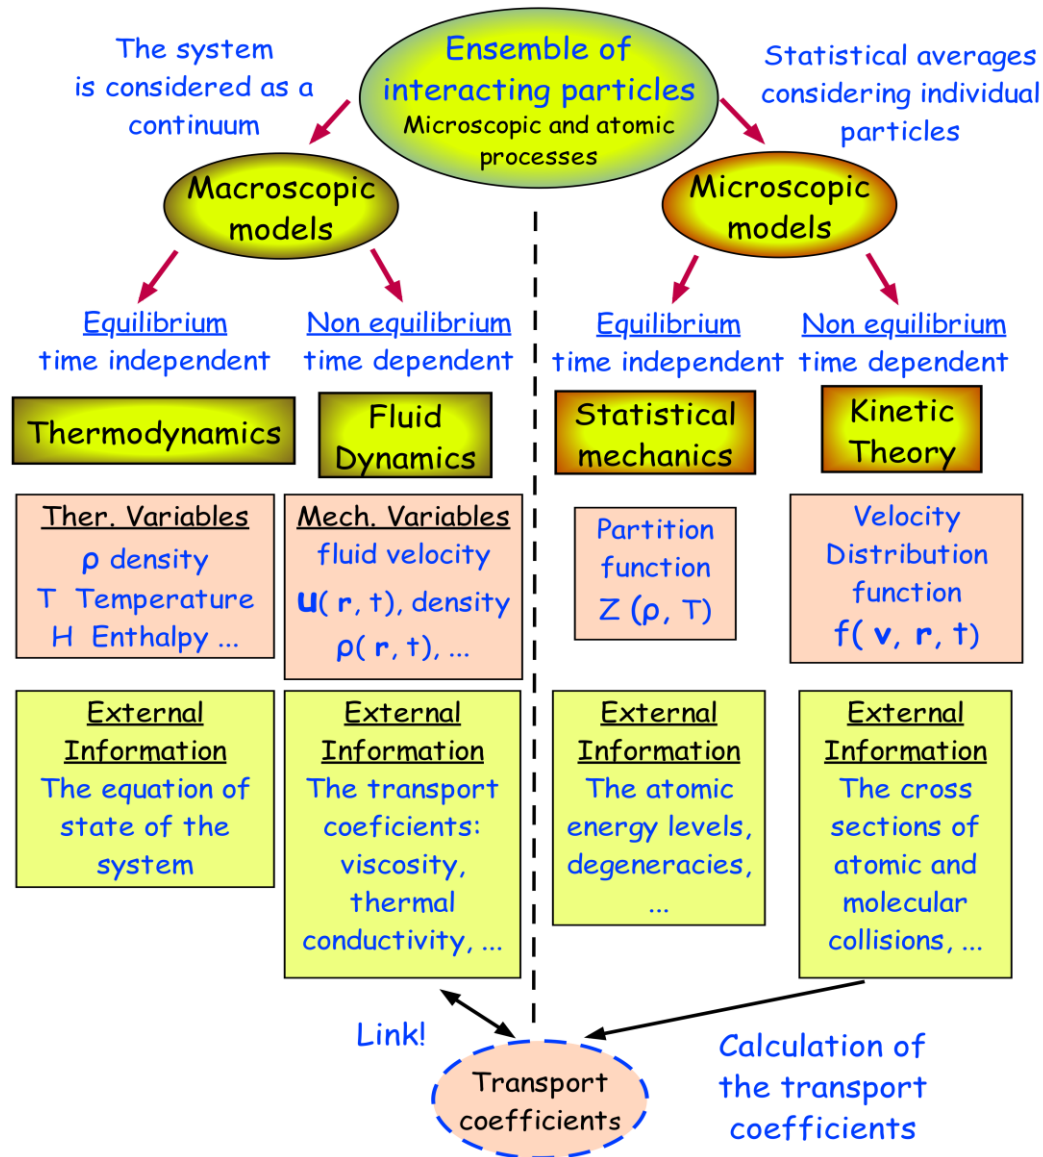 The system
is considered as a
continuum
Ensemble of
interacting particles
Microscopic and atomic
processes
Statistical averages
considering individual
particles
Macroscopic
models
Microscopic
models
Equilibrium
time independent
Non equilibrium
time dependent
Equilibrium
time independent
Non equilibrium
time dependent
Thermodynamics
Fluid
Dynamics
Statistical
mechanics
Kinetic
Theory
Ther. Variables
ρ density
T Temperature
H Enthalpy ...
Mech. Variables
fluid velocity
u( r, t), density
ρ( r, t), ...
Partition
function
Z (ρ, T)
Velocity
Distribution
function
f( v, r, t)
External
Information
The equation of
state of the
system
External
Information
The transport
coeficients:
viscosity,
thermal
conductivity, ...
External
Information
The atomic
energy levels,
degeneracies,
...
External
Information
The cross
sections of
atomic and
molecular
collisions, ...
Link!
Transport
coefficients
Calculation of
the transport
coefficients